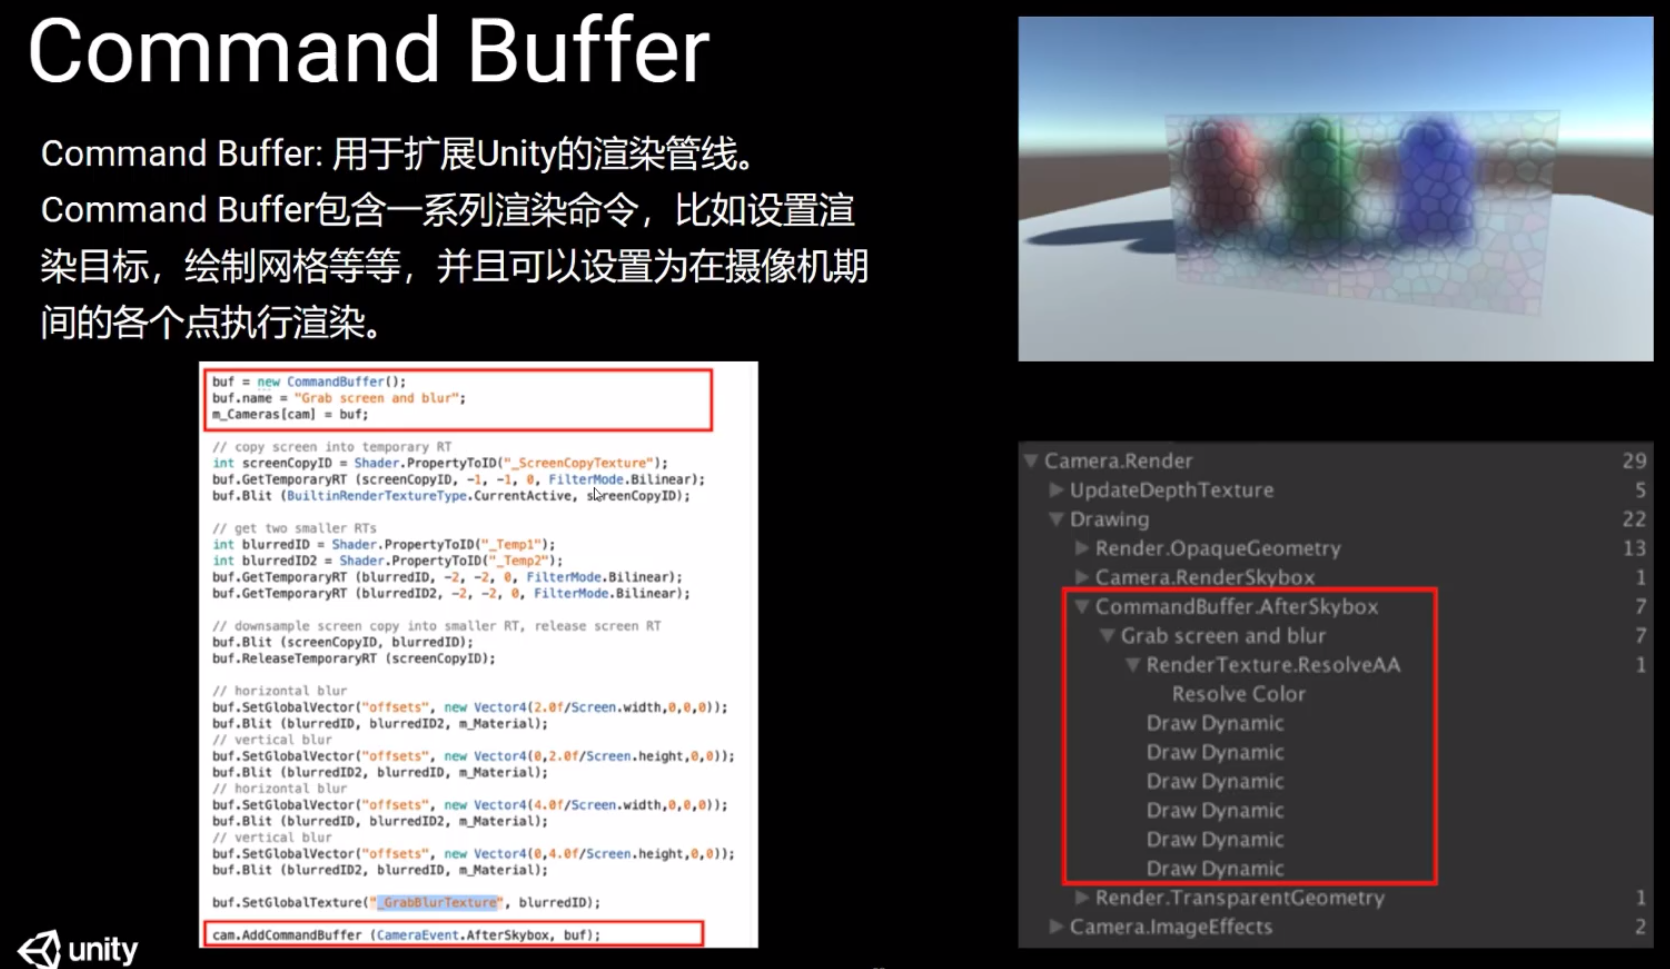 Command Buffer
Command Buffer: 用于扩展Unity的渲染管线。
Command Buffer包含一系列渲染命令，比如设置渲
染目标，绘制网格等等，并且可以设置为在摄像机期
间的各个点执行渲染。
buf = new CommandBuffer();
buf.name = "Grab screen and blur";
m_Cameras[cam] = buf;
// copy screen into temporary RT
int screenCopyID = Shader.PropertyToID("_ScreenCopyTexture");
buf.GetTemporaryRT (screenCopyID, -1, -1, 0, FilterMode.Bilinear);
buf.Blit (BuiltinRenderTextureType.CurrentActive, screenCopyID);
// get two smaller RTs
int blurredID = Shader.PropertyToID("_Temp1");
int blurredID2 = Shader.PropertyToID("_Temp2");
buf.GetTemporaryRT (blurredID, -2, -2, 0, FilterMode.Bilinear);
buf.GetTemporaryRT (blurredID2, -2, -2, 0, FilterMode.Bilinear);
// downsample screen copy into smaller RT, release screen RT
buf.Blit (screenCopyID, blurredID);
buf.ReleaseTemporaryRT (screenCopyID);
// horizontal blur
buf.SetGlobalVector("offsets", new Vector4(2.0f/Screen.width,0,0,0));
buf.Blit (blurredID, blurredID2, m_Material);
// vertical blur
buf.SetGlobalVector("offsets", new Vector4(0,2.0f/Screen.height,0,0));
buf.Blit (blurredID2, blurredID, m_Material);
// horizontal blur
buf.SetGlobalVector("offsets", new Vector4(4.0f/Screen.width,0,0,0));
buf.Blit (blurredID, blurredID2, m_Material);
// vertical blur
buf.SetGlobalVector("offsets", new Vector4(0,4.0f/Screen.height,0,0));
buf.Blit (blurredID2, blurredID, m_Material);
buf.SetGlobalTexture("_GrabBlurTexture", blurredID);
cam.AddCommandBuffer (CameraEvent.AfterSkybox, buf);
Camera.Render 29
UpdateDepthTexture 5
Drawing 22
Render.OpaqueGeometry 13
Camera.RenderSkybox 1
CommandBuffer.AfterSkybox 7
Grab screen and blur 7
RenderTexture.ResolveAA 1
Resolve Color
Draw Dynamic
Draw Dynamic
Draw Dynamic
Draw Dynamic
Draw Dynamic
Draw Dynamic
Render.TransparentGeometry 1
Camera.ImageEffects 2
unity